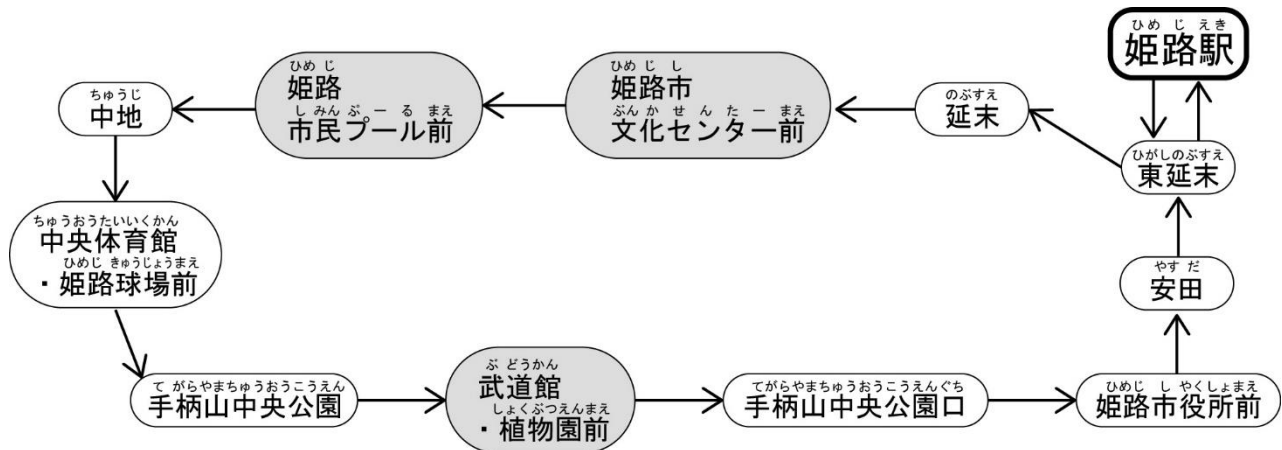 ひめじえき
姫路駅
ひがしのぶすえ
東延末
のぶすえ
延末
ひめじし
姫路市
ぶんかせんたーまえ
文化センター前
ひめじ
姫路
しみんぷーるまえ
市民プール前
ちゅうじ
中地
ちゅうおうたいいくかん
中央体育館
ひめじきゅうじょうまえ
・姫路球場前
てがらやまちゅうおうこうえん
手柄山中央公園
ぶどうかん
武道館
しょくぶつえんまえ
・植物園前
てがらやまちゅうおうこうえんぐち
手柄山中央公園口
ひめじしやくしょまえ
姫路市役所前
やすだ
安田